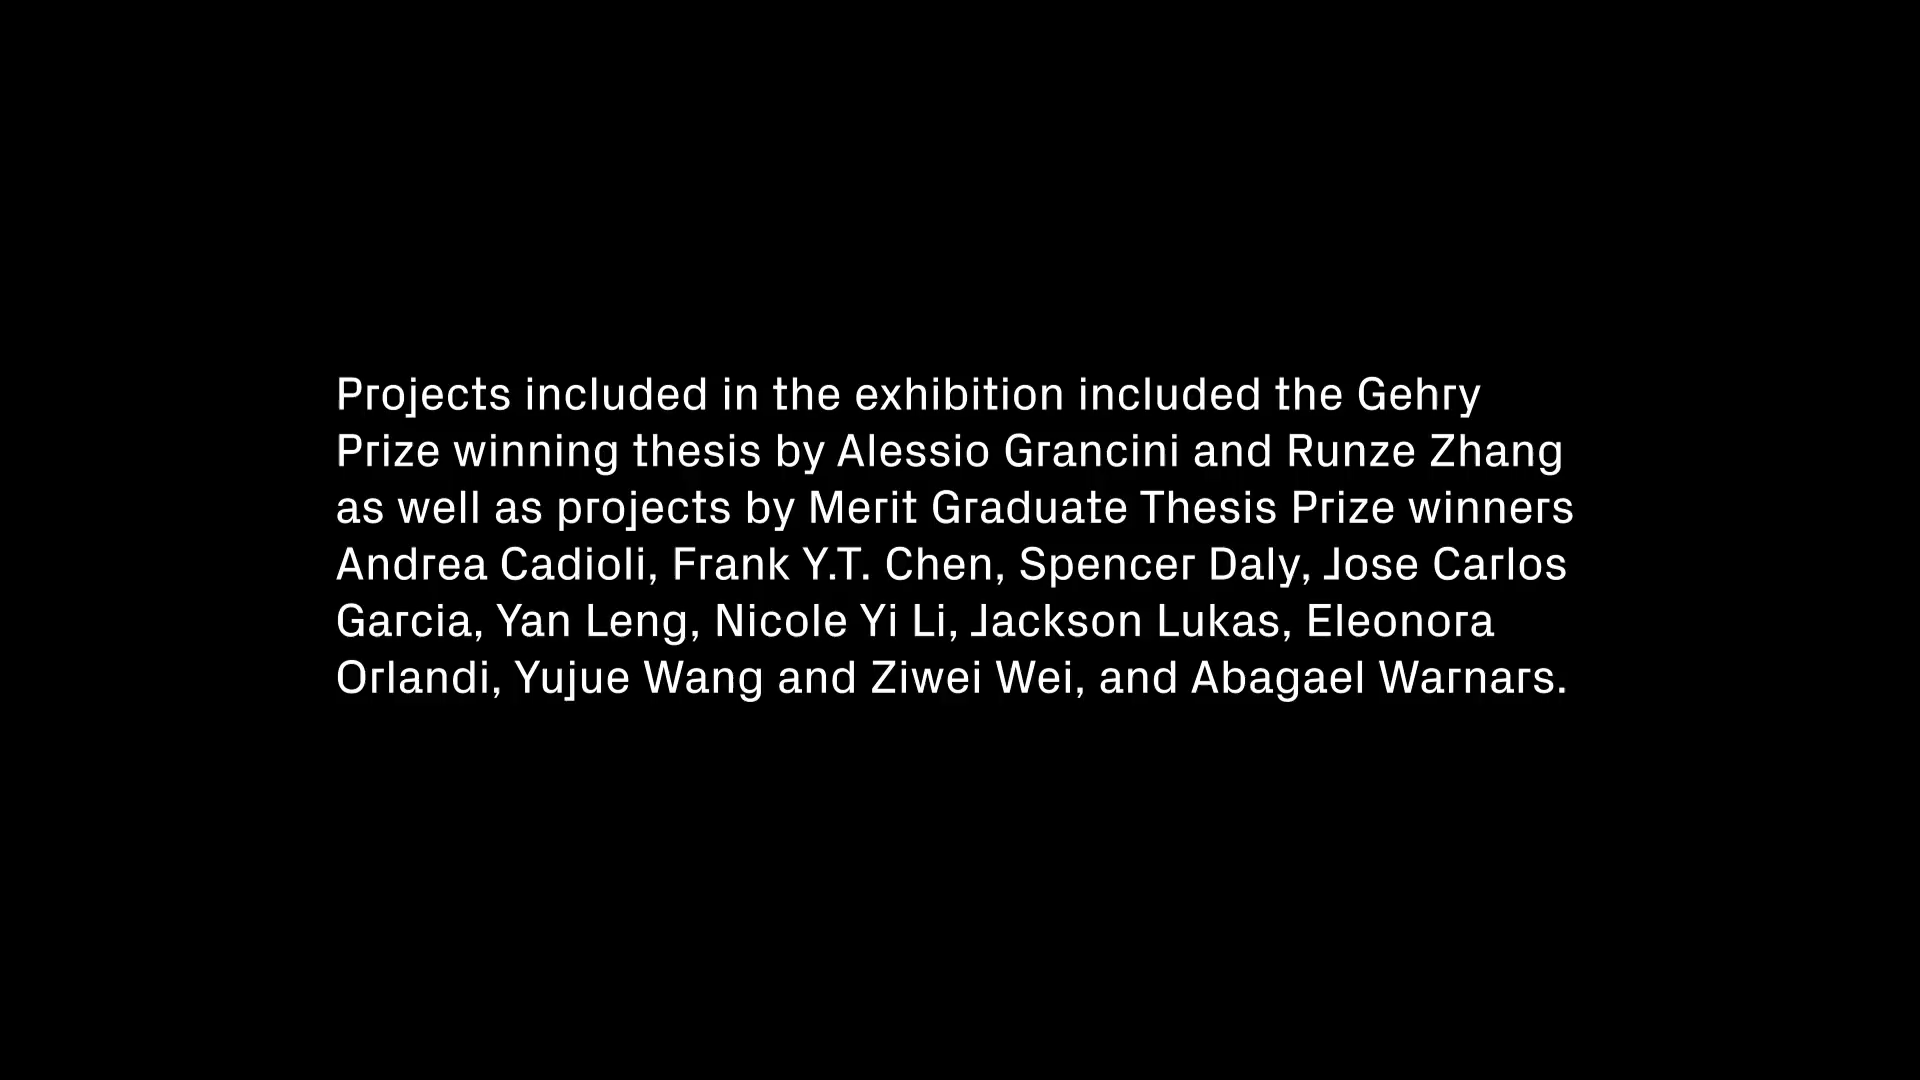 Projects included in the exhibition included the Gehry
Prize winning thesis by Alessio Grancini and Runze Zhang
as well as projects by Merit Graduate Thesis Prize winners
Andrea Cadioli, Frank Y.T. Chen, Spencer Daly, Jose Carlos
Garcia, Yan Leng, Nicole Yi Li, Jackson Lukas, Eleonora
Orlandi, Yujue Wang and Ziwei Wei, and Abagael Warnars.